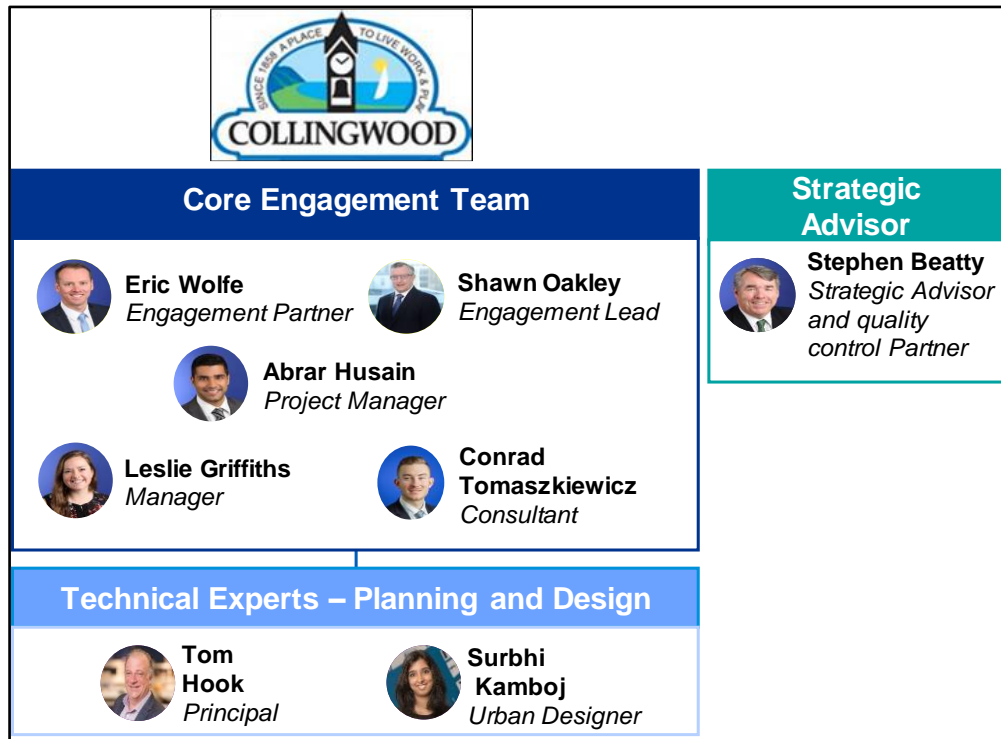 SINCE 1858 A PLACE TO LIVE WORK & PLAY
COLLINGWOOD
Core Engagement Team
Eric Wolfe
Engagement Partner
Shawn Oakley
Engagement Lead
Abrar Husain
Project Manager
Leslie Griffiths
Manager
Conrad
Tomaszkiewicz
Consultant
Strategic
Advisor
Stephen Beatty
Strategic Advisor
and quality
control Partner
Technical Experts – Planning and Design
Tom
Hook
Principal
Surbhi
Kamboj
Urban Designer